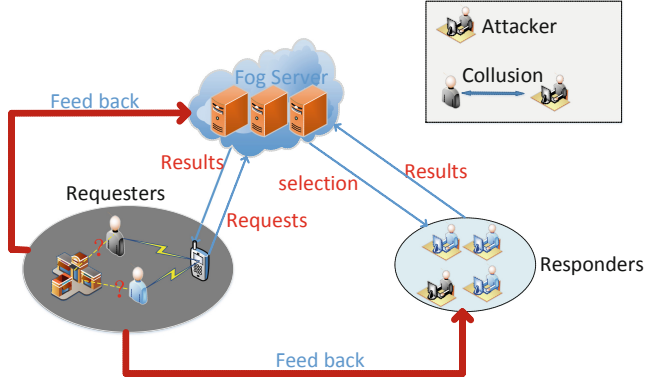 Attacker
Fog Server
Collusion
Feed back
Results
Results
selection
Requesters
Requests
Responders
? 
?
Feed back